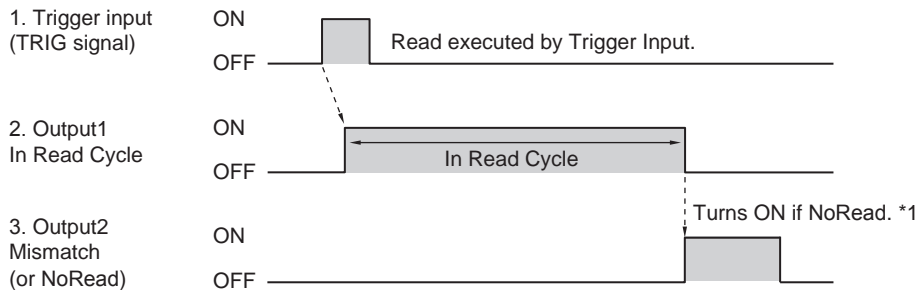 1. Trigger input
(TRIG signal)
ON
OFF
Read executed by Trigger Input.
2. Output1
In Read Cycle
ON
OFF
In Read Cycle
Turns ON if NoRead. *1
3. Output2
Mismatch
(or NoRead)
ON
OFF